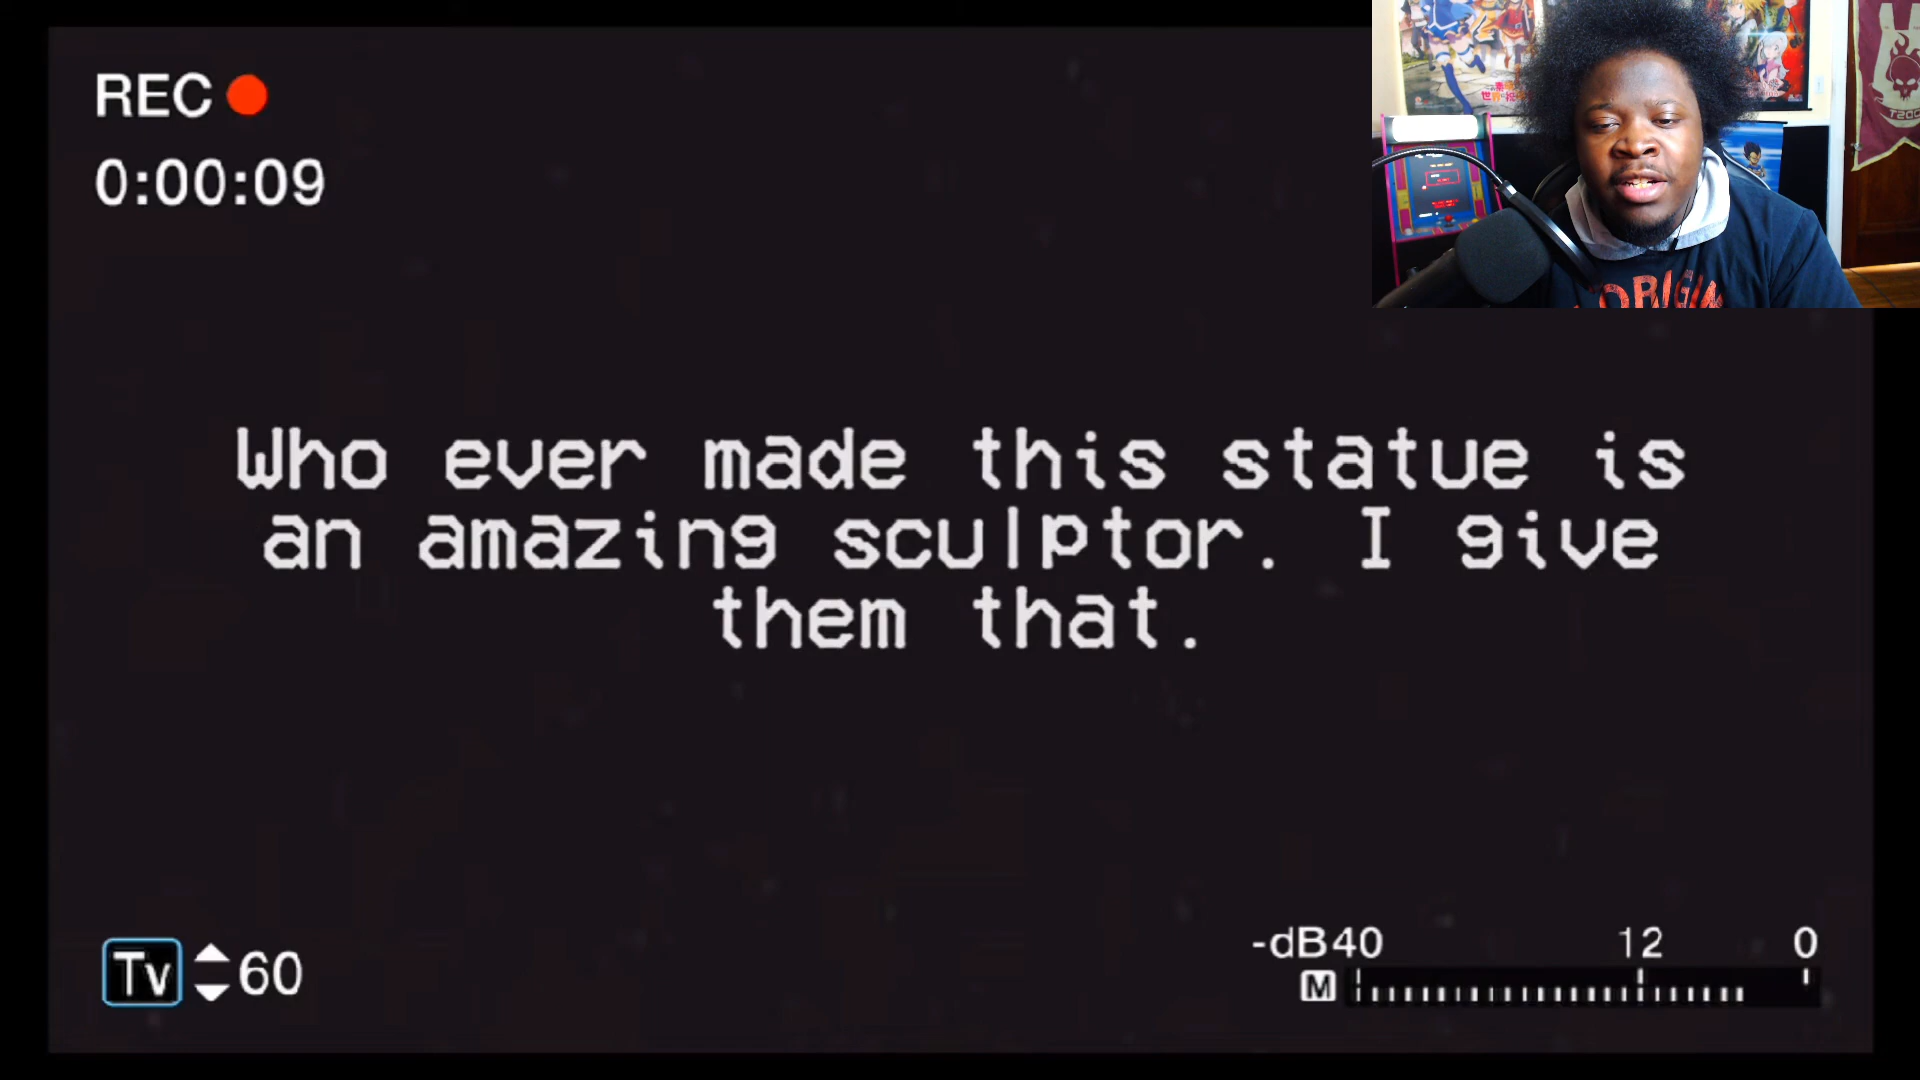 REC
0:00:09
Who ever made this statue is
an amazing sculptor. I give
them that.
Tv 60
-dB40 12 0
M
ORIGIN